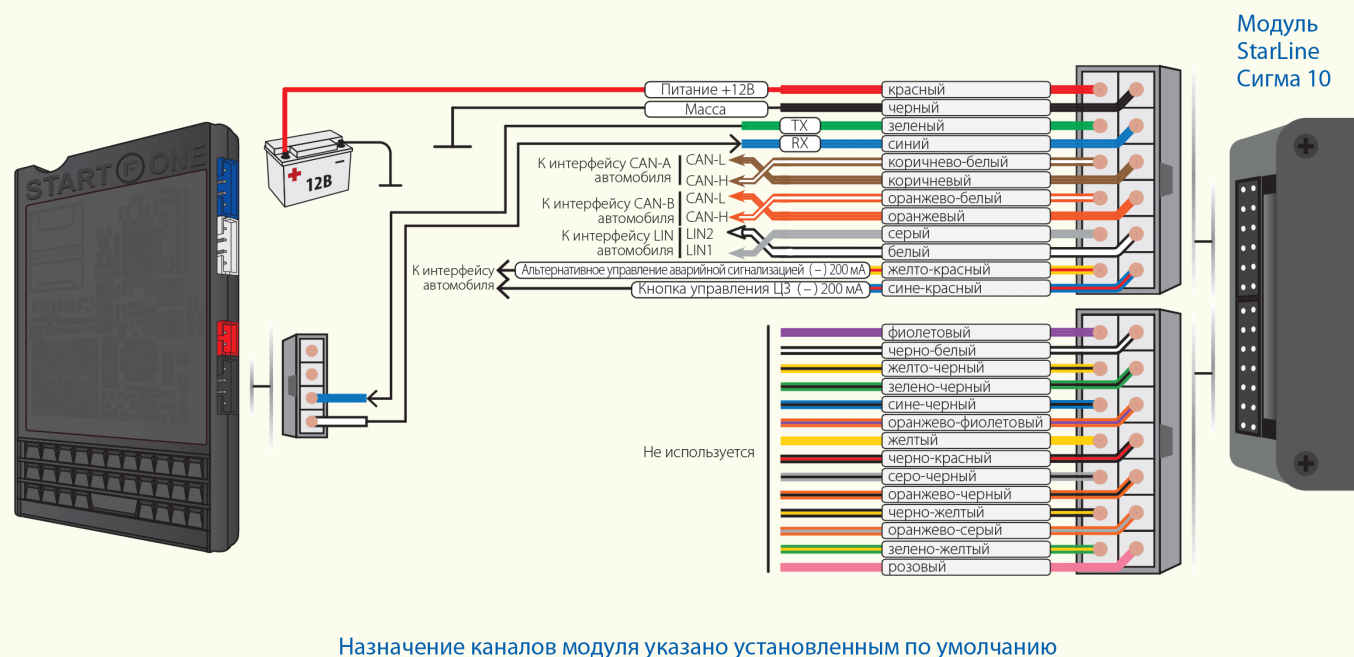 Модуль
StarLine
Сигма 10
START F ONE
12В
Питание +12В
красный
Масса
черный
TX
зеленый
RX
синий
К интерфейсу CAN-A
автомобиля
CAN-L
коричнево-белый
CAN-H
коричневый
К интерфейсу CAN-B
автомобиля
CAN-L
оранжево-белый
CAN-H
оранжевый
К интерфейсу LIN
автомобиля
LIN2
серый
LIN1
белый
К интерфейсу
автомобиля
Альтернативное управление аварийной сигнализацией (–) 200 мА
желто-красный
Кнопка управления ЦЗ (–) 200 мА
сине-красный
Не используется
фиолетовый
черно-белый
желто-черный
зелено-черный
сине-черный
оранжево-фиолетовый
желтый
черно-красный
серо-черный
оранжево-черный
черно-желтый
оранжево-серый
зелено-желтый
розовый
Назначение каналов модуля указано установленным по умолчанию